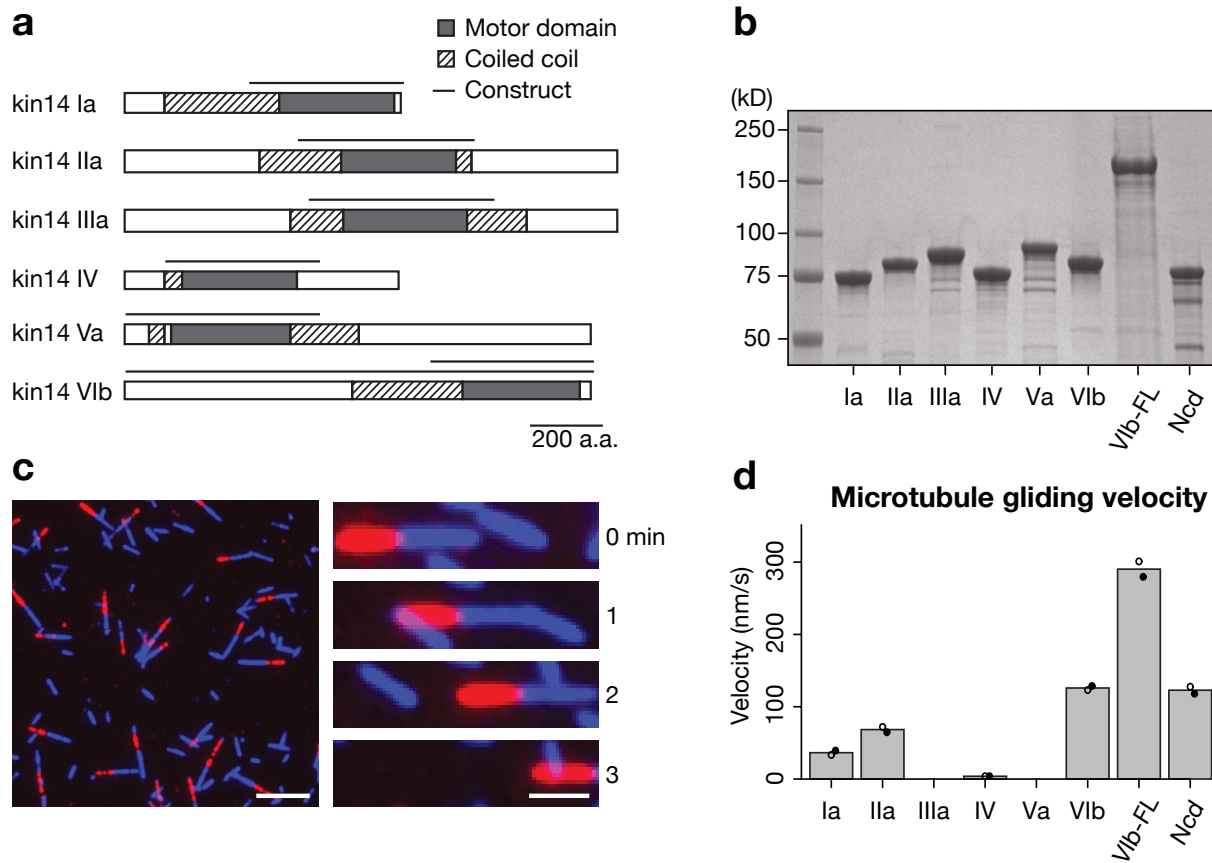 a
Motor domain
Coiled coil
Construct
kin14 Ia
kin14 IIa
kin14 IIIa
kin14 IV
kin14 Va
kin14 VIb
200 a.a.
b
(kD)
250
150
100
75
50
Ia IIa IIIa IV Va VIb VIb-FL Ncd
c
0 min
1
2
3
d
Microtubule gliding velocity
Velocity (nm/s)
300
200
100
0
Ia IIa IIIa IV Va VIb VIb-FL Ncd